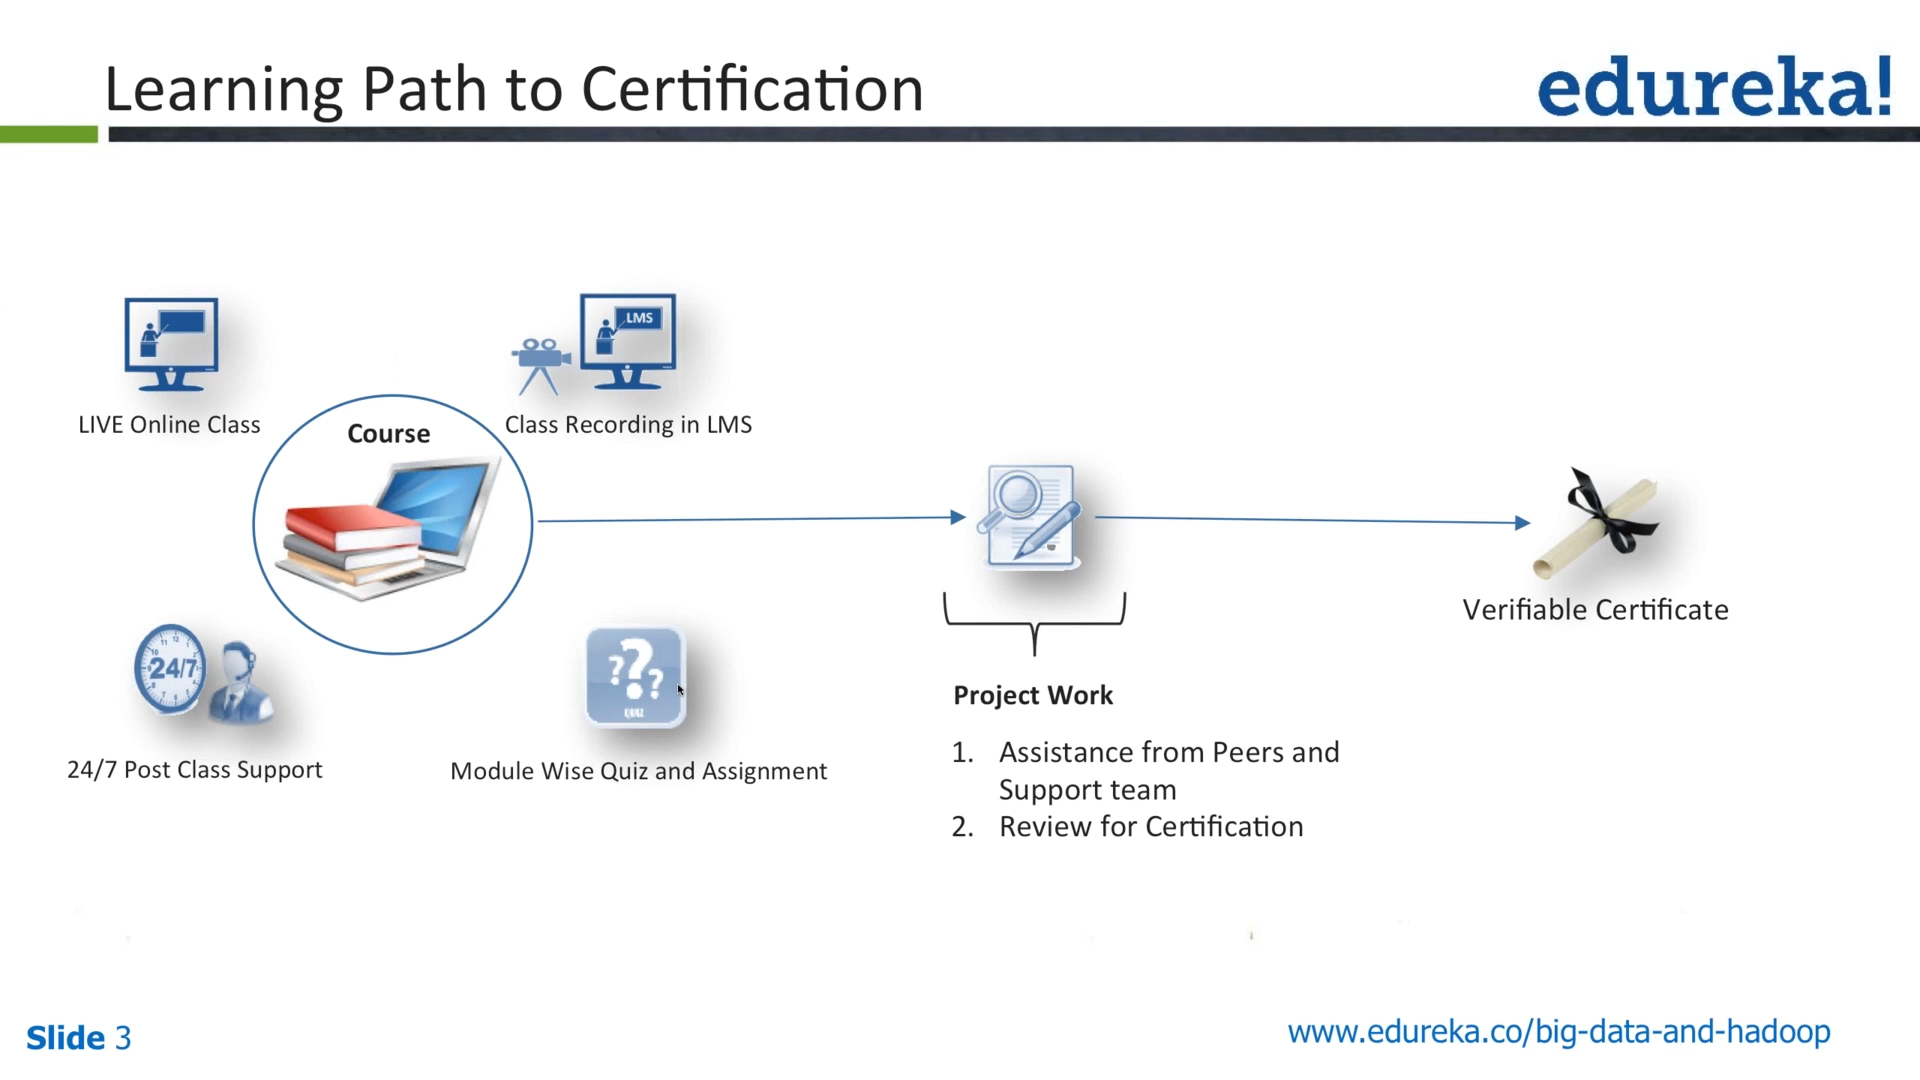 Learning Path to Certification
edureka!
LMS
LIVE Online Class
Class Recording in LMS
Course
24/7
QUIZ
24/7 Post Class Support
Module Wise Quiz and Assignment
Project Work
1. Assistance from Peers and
Support team
2. Review for Certification
Verifiable Certificate
Slide 3
www.edureka.co/big-data-and-hadoop